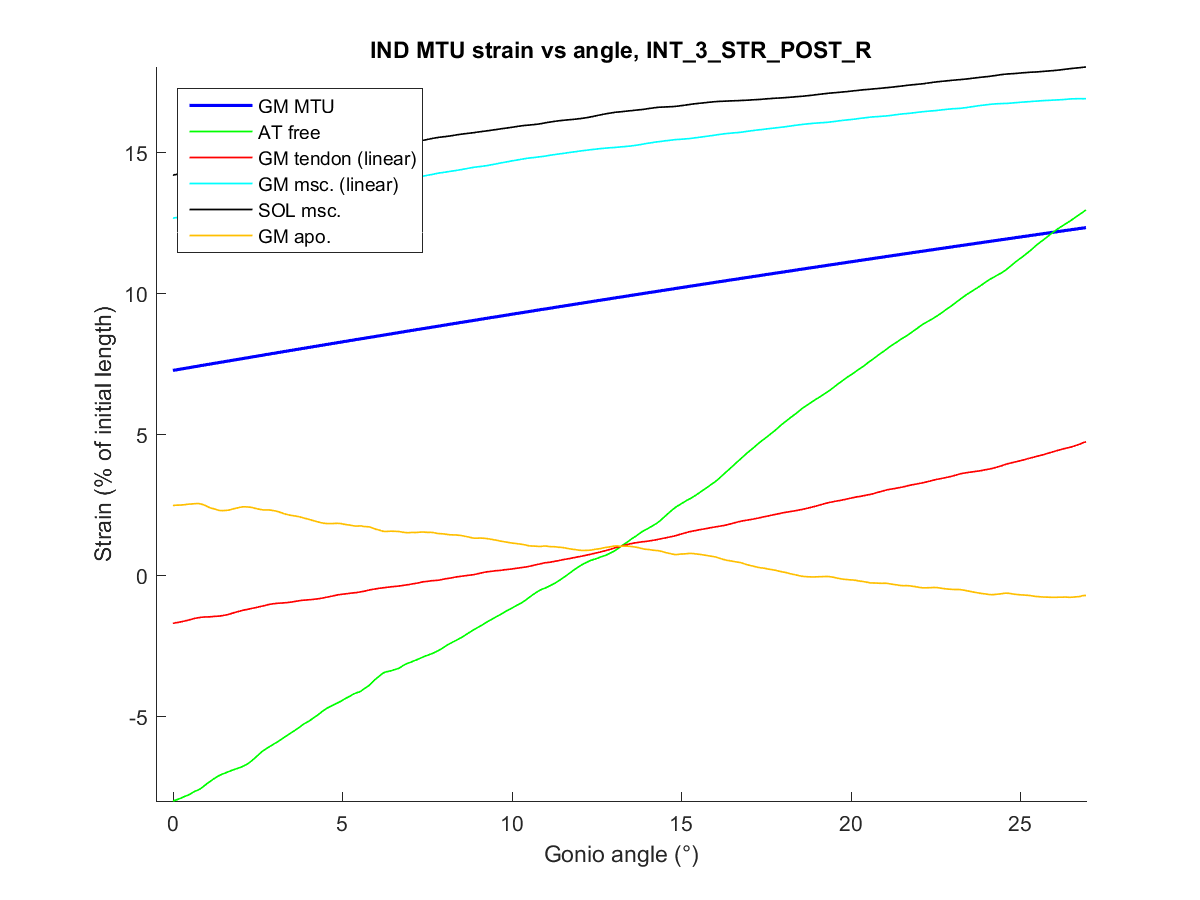 IND MTU strain vs angle, INT_3_STR_POST_R
GM MTU
AT free
GM tendon (linear)
GM msc. (linear)
SOL msc.
GM apo.
Strain (% of initial length)
15
10
5
0
-5
0 5 10 15 20 25
Gonio angle (°)